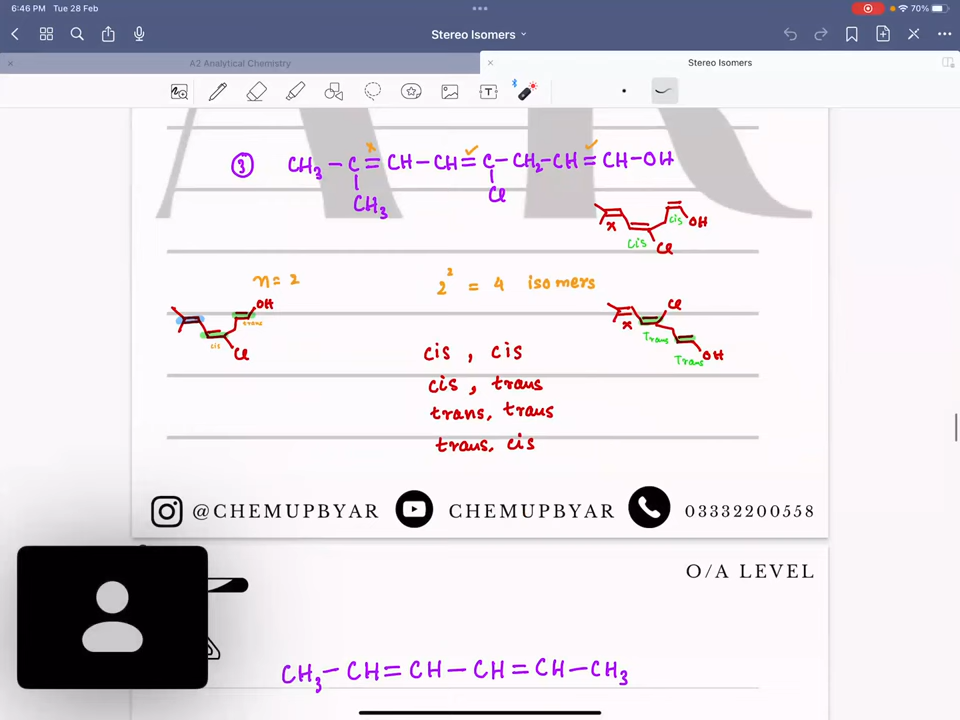 6:46 PM Tue 28 Feb
70%
Stereo Isomers
A2 Analytical Chemistry
Stereo Isomers
③ CH₃ – C = CH – CH = C – CH₂ – CH = CH – OH
x ✓ ✓
CH₃ Cl
cis OH
x cis Cl
n = 2
2² = 4 isomers
OH
trans
cis Cl
Cl
x Trans
Trans OH
cis , cis
cis , trans
trans, trans
trans, cis
@CHEMUPBYAR CHEMUPBYAR 03332200558
O/A LEVEL
CH₃ – CH = CH – CH = CH – CH₃